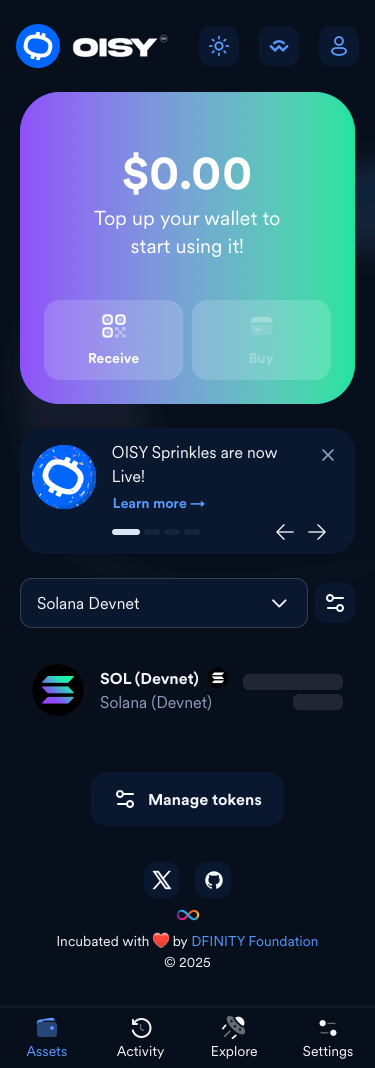 OISY
$0.00
Top up your wallet to
start using it!
Receive
Buy
OISY Sprinkles are now
Live!
Learn more →
Solana Devnet
SOL (Devnet)
Solana (Devnet)
Manage tokens
Incubated with ❤️ by DFINITY Foundation
© 2025
Assets
Activity
Explore
Settings